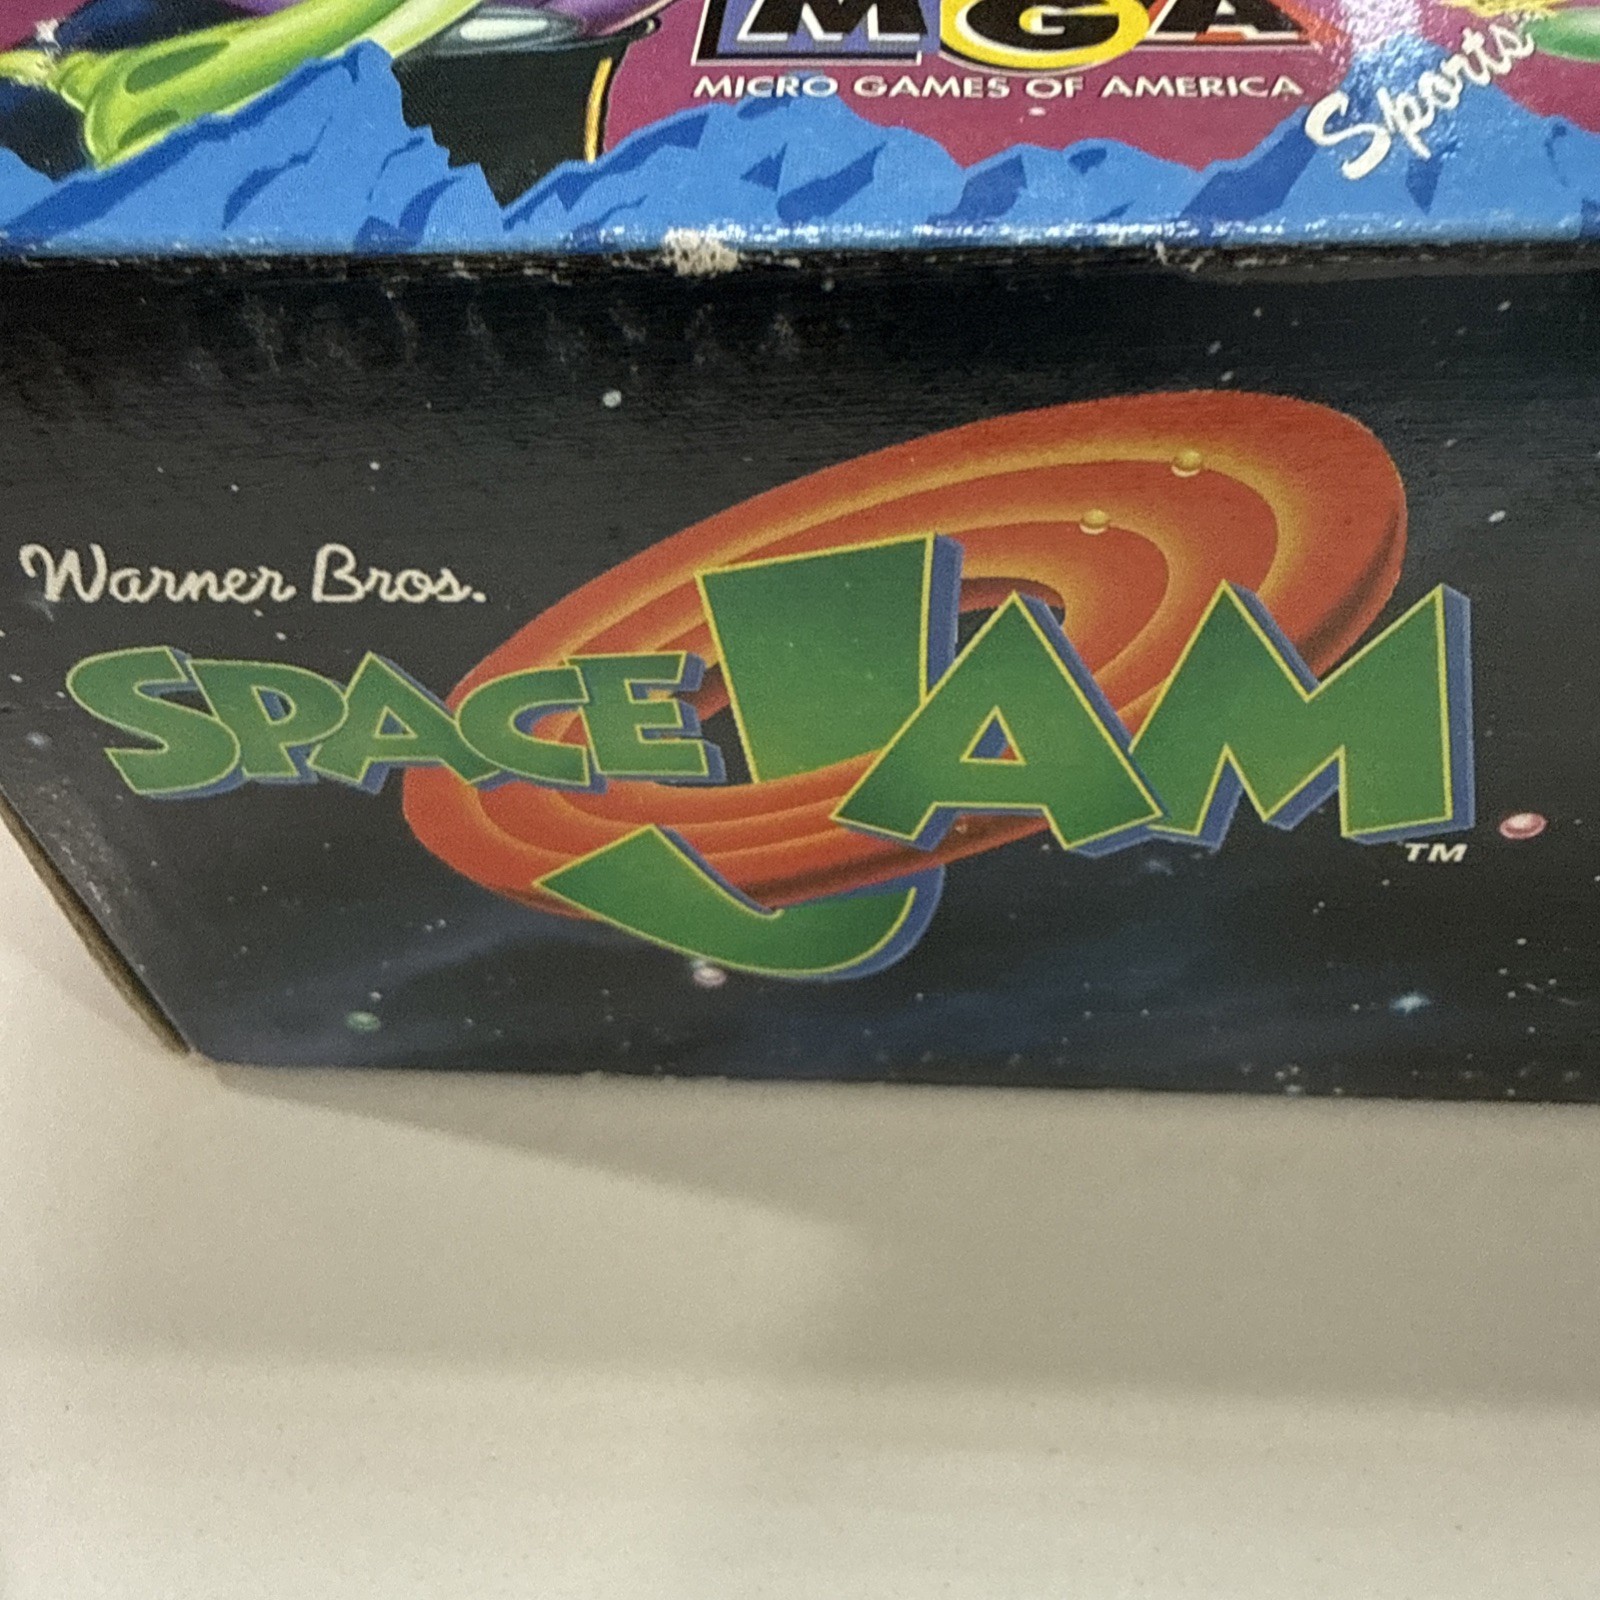 MGA
MICRO GAMES OF AMERICA
Sports
Warner Bros.
SPACE JAM
TM